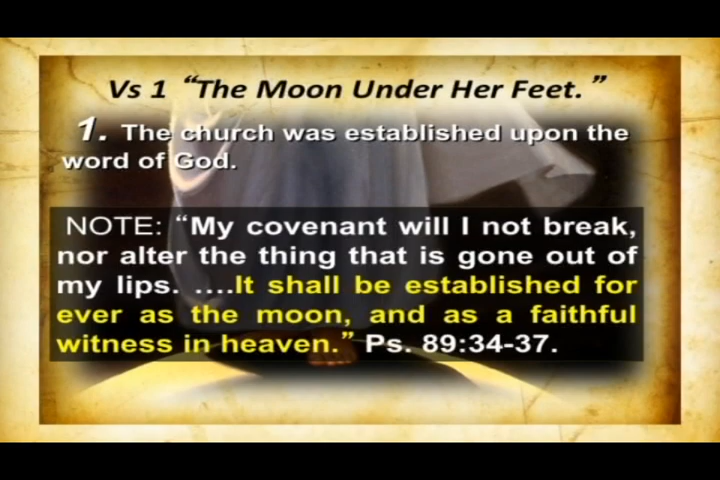 Vs 1 “The Moon Under Her Feet.”
1. The church was established upon the
word of God.
NOTE: “My covenant will I not break,
nor alter the thing that is gone out of
my lips. ....It shall be established for
ever as the moon, and as a faithful
witness in heaven.” Ps. 89:34-37.